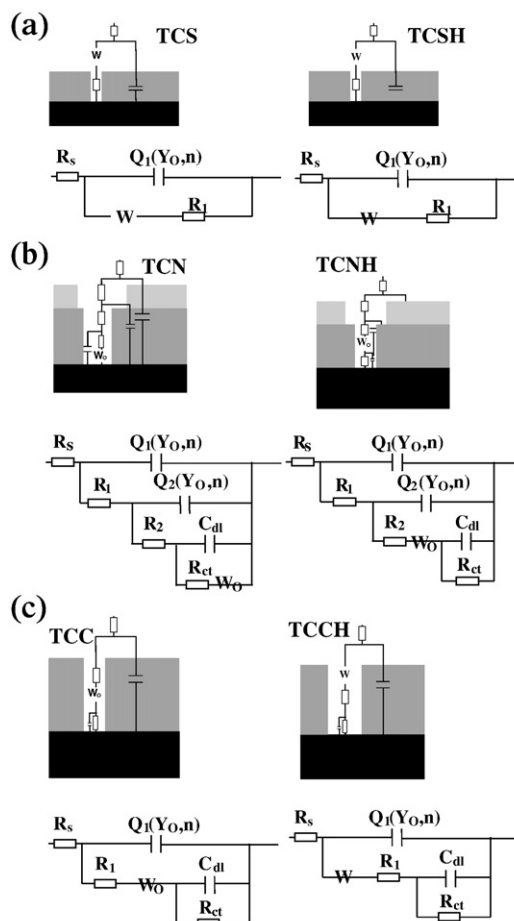 (a) TCS TCSH
W W
Rs Q1(YO,n) Rs Q1(YO,n)
W R1 W R1
(b) TCN TCNH
Wo Wo
RS Q1(YO,n) RS Q1(YO,n)
R1 Q2(YO,n) R1 Q2(YO,n)
R2 Cdl R2 WO Cdl
Rct WO Rct
(c) TCC TCCH
Wo W
Rs Q1(YO,n) Rs Q1(YO,n)
R1 WO Cdl W R1 Cdl
Rct Rct